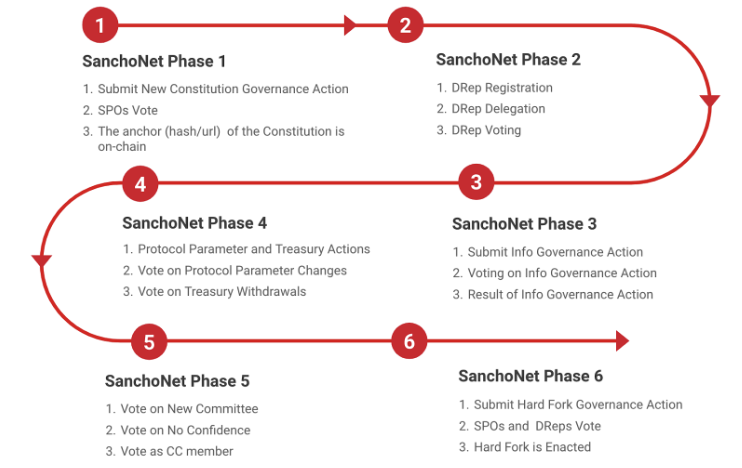 1
SanchoNet Phase 1
1. Submit New Constitution Governance Action
2. SPOs Vote
3. The anchor (hash/url) of the Constitution is
on-chain
2
SanchoNet Phase 2
1. DRep Registration
2. DRep Delegation
3. DRep Voting
3
SanchoNet Phase 3
1. Submit Info Governance Action
2. Voting on Info Governance Action
3. Result of Info Governance Action
4
SanchoNet Phase 4
1. Protocol Parameter and Treasury Actions
2. Vote on Protocol Parameter Changes
3. Vote on Treasury Withdrawals
5
SanchoNet Phase 5
1. Vote on New Committee
2. Vote on No Confidence
3. Vote as CC member
6
SanchoNet Phase 6
1. Submit Hard Fork Governance Action
2. SPOs and DReps Vote
3. Hard Fork is Enacted